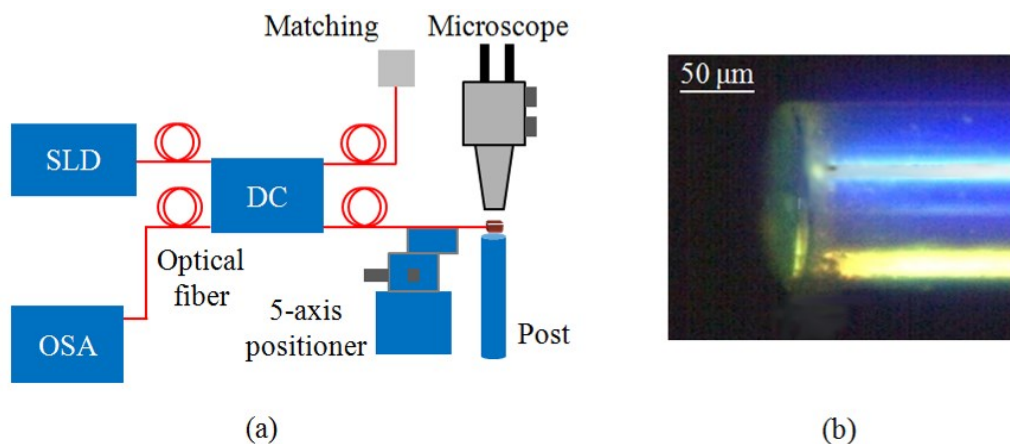 Matching
Microscope
50 μm
SLD
DC
Optical
fiber
5-axis
positioner
OSA
Post
(a)
(b)